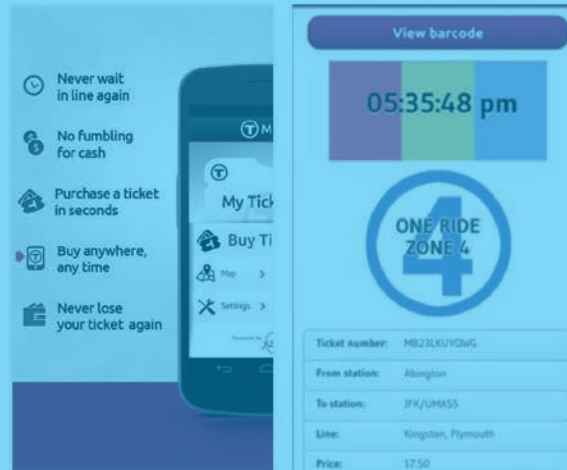 Never wait
in line again
No fumbling
for cash
Purchase a ticket
in seconds
Buy anywhere,
any time
Never lose
your ticket again
T M
T
My Tick
Buy Ti
Map >
Settings >
Powered by
View barcode
05:35:48 pm
4
ONE RIDE
ZONE 4
Ticket number:
From station: Abington
To station: JFK/UMASS
Line: Kingston, Plymouth
Price: $7.50